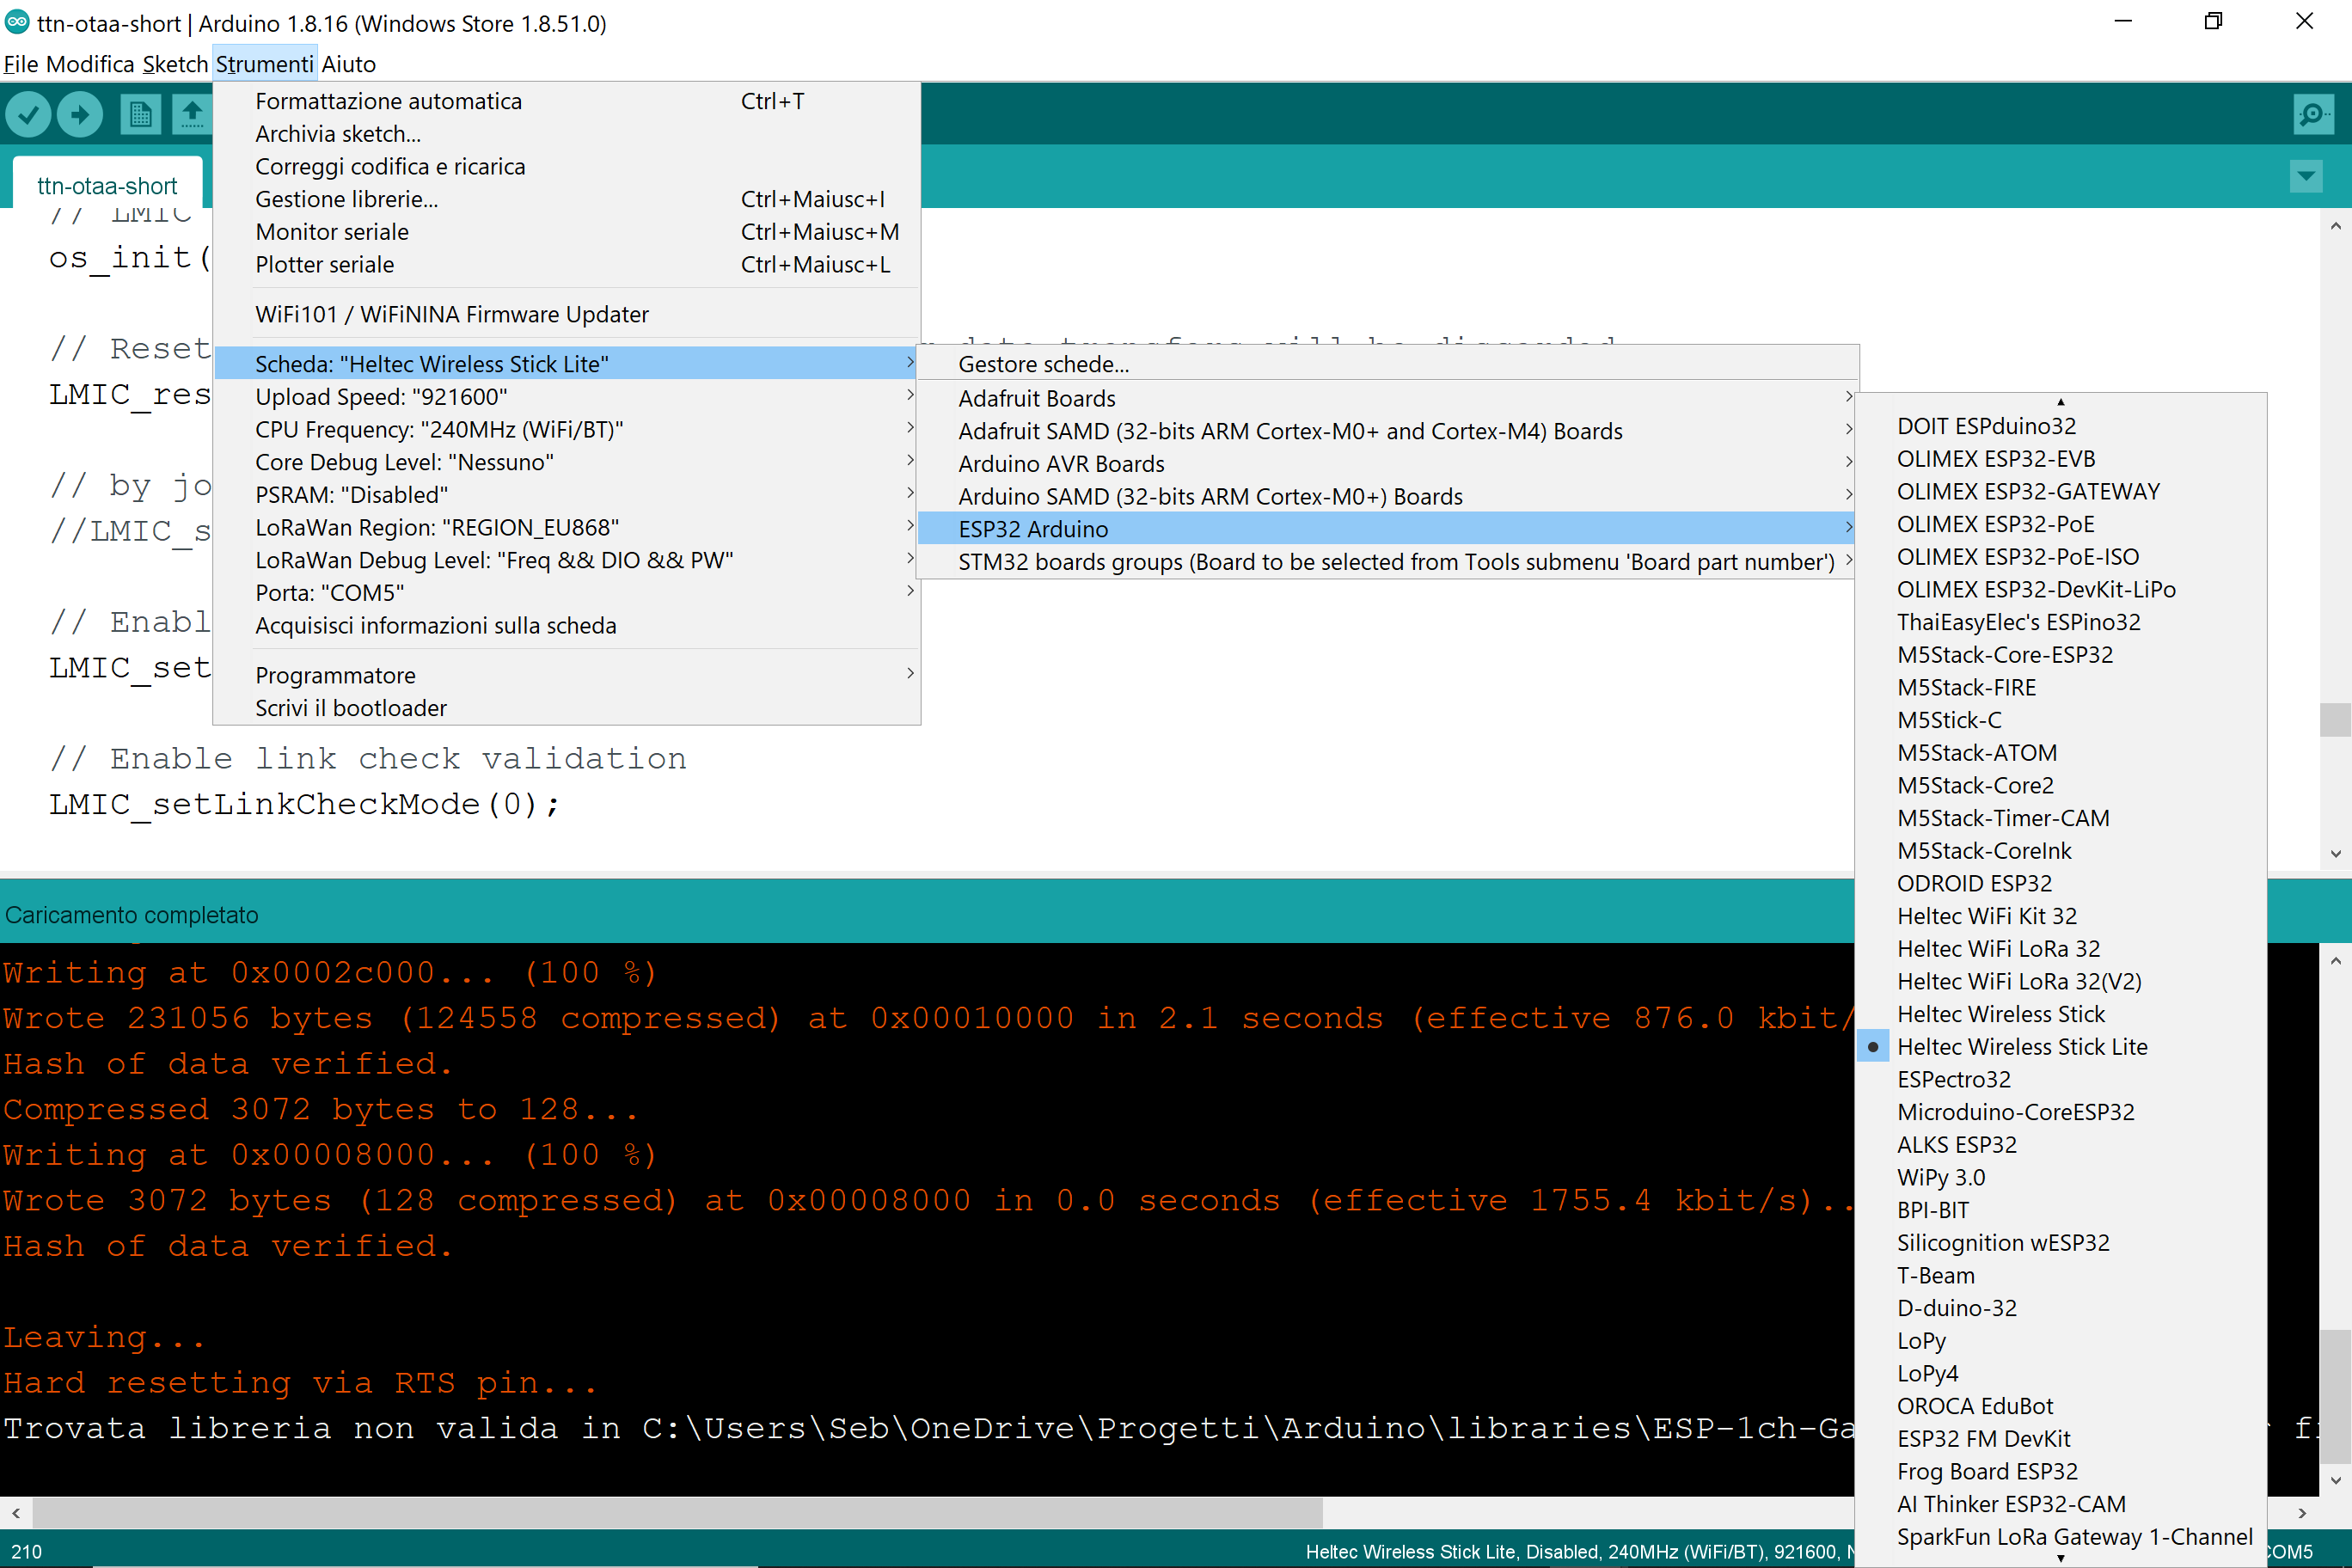 ttn-otaa-short | Arduino 1.8.16 (Windows Store 1.8.51.0)
File Modifica Sketch Strumenti Aiuto
Formattazione automatica Ctrl+T
Archivia sketch...
Correggi codifica e ricarica
Gestione librerie... Ctrl+Maiusc+I
Monitor seriale Ctrl+Maiusc+M
Plotter seriale Ctrl+Maiusc+L
WiFi101 / WiFiNINA Firmware Updater
Scheda: "Heltec Wireless Stick Lite"
Upload Speed: "921600"
CPU Frequency: "240MHz (WiFi/BT)"
Core Debug Level: "Nessuno"
PSRAM: "Disabled"
LoRaWan Region: "REGION_EU868"
LoRaWan Debug Level: "Freq && DIO && PW"
Porta: "COM5"
Acquisisci informazioni sulla scheda
Programmatore
Scrivi il bootloader
Gestore schede...
Adafruit Boards
Adafruit SAMD (32-bits ARM Cortex-M0+ and Cortex-M4) Boards
Arduino AVR Boards
Arduino SAMD (32-bits ARM Cortex-M0+) Boards
ESP32 Arduino
STM32 boards groups (Board to be selected from Tools submenu 'Board part number')
DOIT ESPduino32
OLIMEX ESP32-EVB
OLIMEX ESP32-GATEWAY
OLIMEX ESP32-PoE
OLIMEX ESP32-PoE-ISO
OLIMEX ESP32-DevKit-LiPo
ThaiEasyElec's ESPino32
M5Stack-Core-ESP32
M5Stack-FIRE
M5Stick-C
M5Stack-ATOM
M5Stack-Core2
M5Stack-Timer-CAM
M5Stack-CoreInk
ODROID ESP32
Heltec WiFi Kit 32
Heltec WiFi LoRa 32
Heltec WiFi LoRa 32(V2)
Heltec Wireless Stick
Heltec Wireless Stick Lite
ESPectro32
Microduino-CoreESP32
ALKS ESP32
WiPy 3.0
BPI-BIT
Silicognition wESP32
T-Beam
D-duino-32
LoPy
LoPy4
OROCA EduBot
ESP32 FM DevKit
Frog Board ESP32
AI Thinker ESP32-CAM
SparkFun LoRa Gateway 1-Channel
ttn-otaa-short
// LMIC
os_init(
// Reset data transfers will be discarded
LMIC_res
// by jo
//LMIC_s
// Enabl
LMIC_set
// Enable link check validation
LMIC_setLinkCheckMode(0);
Caricamento completato
Writing at 0x0002c000... (100 %)
Wrote 231056 bytes (124558 compressed) at 0x00010000 in 2.1 seconds (effective 876.0 kbit/
Hash of data verified.
Compressed 3072 bytes to 128...
Writing at 0x00008000... (100 %)
Wrote 3072 bytes (128 compressed) at 0x00008000 in 0.0 seconds (effective 1755.4 kbit/s)..
Hash of data verified.
Leaving...
Hard resetting via RTS pin...
Trovata libreria non valida in C:\Users\Seb\OneDrive\Progetti\Arduino\libraries\ESP-1ch-Ga
210 Heltec Wireless Stick Lite, Disabled, 240MHz (WiFi/BT), 921600, COM5